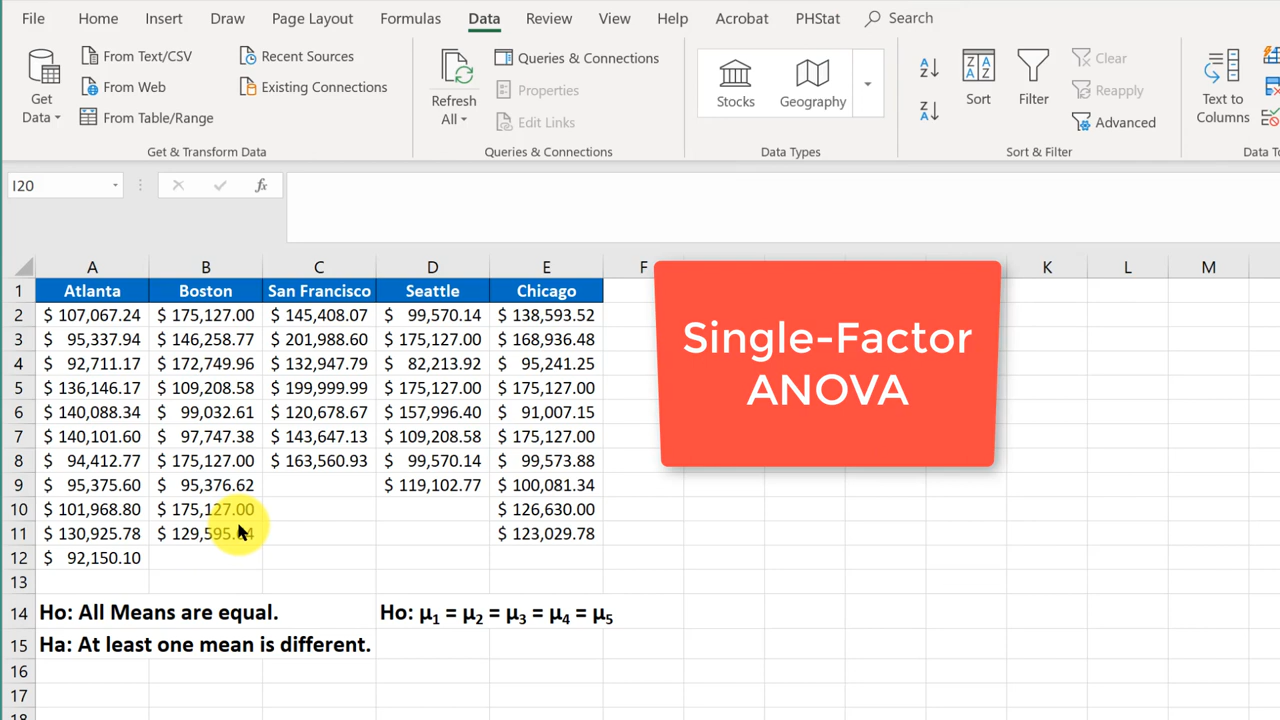 File Home Insert Draw Page Layout Formulas Data Review View Help Acrobat PHStat Search
Get Data
From Text/CSV
From Web
From Table/Range
Recent Sources
Existing Connections
Get & Transform Data
Refresh All
Queries & Connections
Properties
Edit Links
Queries & Connections
Stocks Geography
Data Types
Sort
Filter
Clear
Reapply
Advanced
Sort & Filter
Text to
Columns
Data To
I20 fx
A B C D E F K L M
1 Atlanta Boston San Francisco Seattle Chicago
2 $ 107,067.24 $ 175,127.00 $ 145,408.07 $ 99,570.14 $ 138,593.52
3 $ 95,337.94 $ 146,258.77 $ 201,988.60 $ 175,127.00 $ 168,936.48
4 $ 92,711.17 $ 172,749.96 $ 132,947.79 $ 82,213.92 $ 95,241.25
5 $ 136,146.17 $ 109,208.58 $ 199,999.99 $ 175,127.00 $ 175,127.00
6 $ 140,088.34 $ 99,032.61 $ 120,678.67 $ 157,996.40 $ 91,007.15
7 $ 140,101.60 $ 97,747.38 $ 143,647.13 $ 109,208.58 $ 175,127.00
8 $ 94,412.77 $ 175,127.00 $ 163,560.93 $ 99,570.14 $ 99,573.88
9 $ 95,375.60 $ 95,376.62 $ 119,102.77 $ 100,081.34
10 $ 101,968.80 $ 175,127.00 $ 126,630.00
11 $ 130,925.78 $ $ 123,029.78
12 $ 92,150.10
13
14 Ho: All Means are equal. Ho: µ₁ = µ₂ = µ₃ = µ₄ = µ₅
15 Ha: At least one mean is different.
16
17
18
Single-Factor
ANOVA